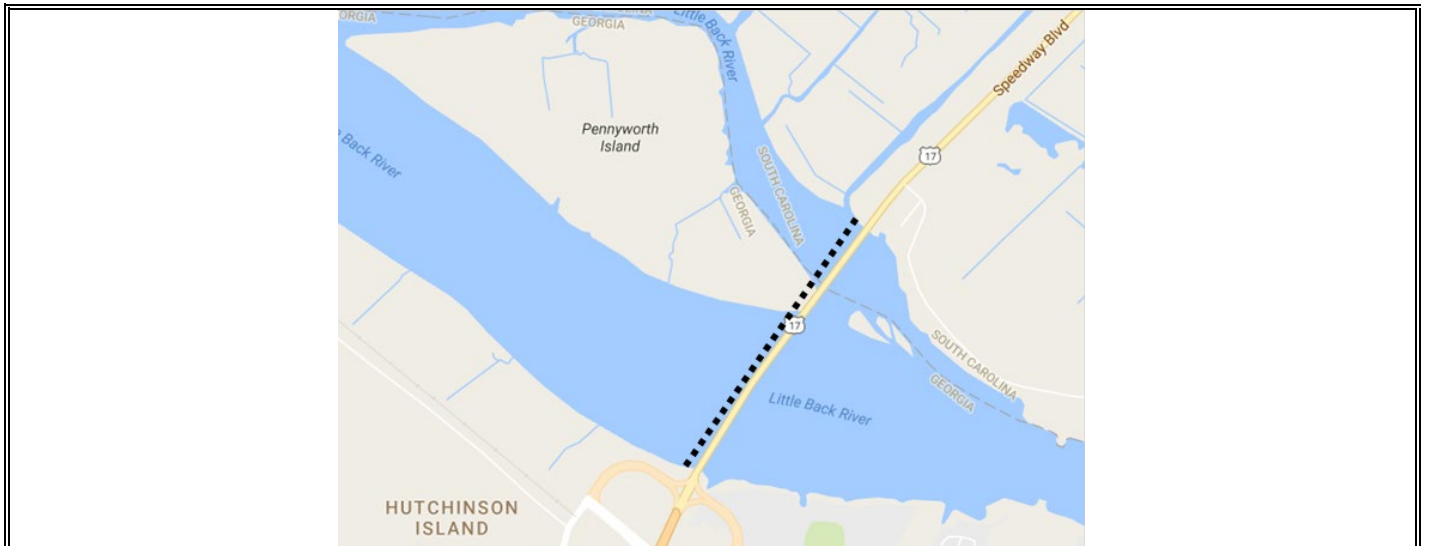 GEORGIA
GEORGIA
Little Back River
Speedway Blvd
Pennyworth
Island
Back River
17
SOUTH CAROLINA
GEORGIA
17
SOUTH CAROLINA
GEORGIA
Little Back River
HUTCHINSON
ISLAND